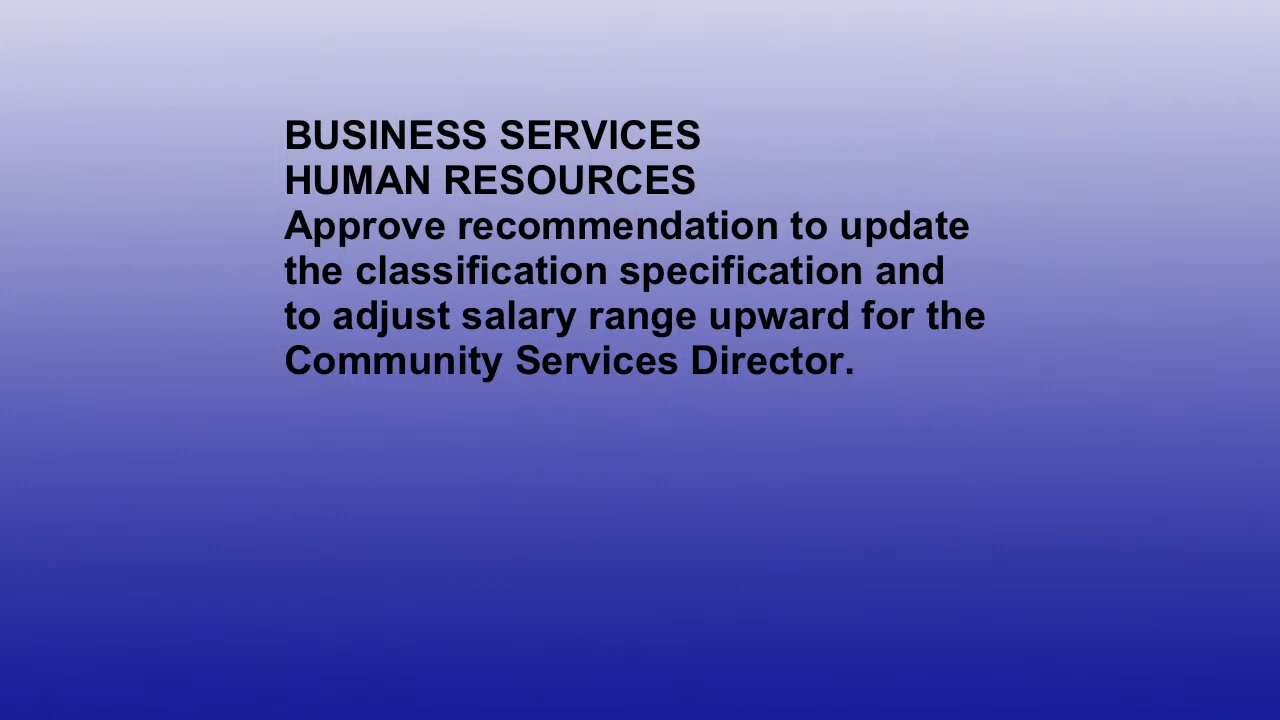 BUSINESS SERVICES
HUMAN RESOURCES
Approve recommendation to update
the classification specification and
to adjust salary range upward for the
Community Services Director.